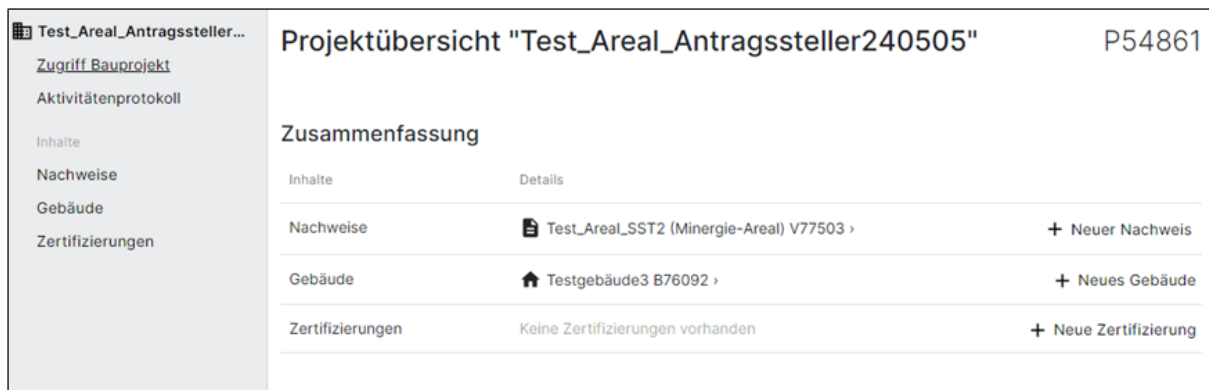 Test_Areal_Antragssteller...
Zugriff Bauprojekt
Aktivitätenprotokoll
Inhalte
Nachweise
Gebäude
Zertifizierungen
Projektübersicht "Test_Areal_Antragssteller240505" P54861
Zusammenfassung
Inhalte Details
Nachweise Test_Areal_SST2 (Minergie-Areal) V77503 › + Neuer Nachweis
Gebäude Testgebäude3 B76092 › + Neues Gebäude
Zertifizierungen Keine Zertifizierungen vorhanden + Neue Zertifizierung